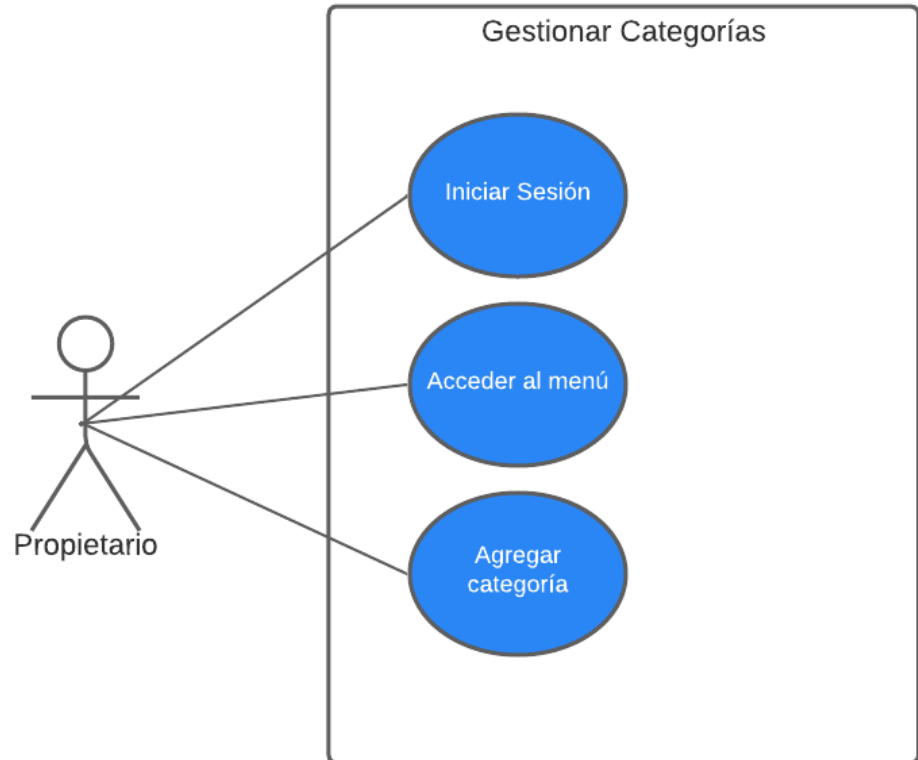 Gestionar Categorías
Iniciar Sesión
Acceder al menú
Agregar
categoría
Propietario